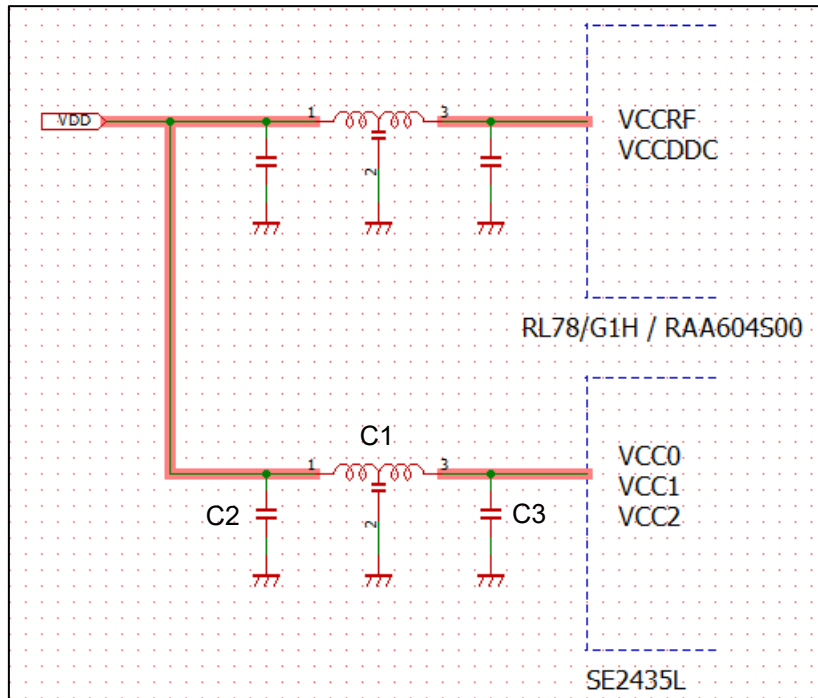 VDD
1
3
2
VCCRF
VCCDDC
RL78/G1H / RAA604S00
C1
1
3
2
C2
C3
VCC0
VCC1
VCC2
SE2435L